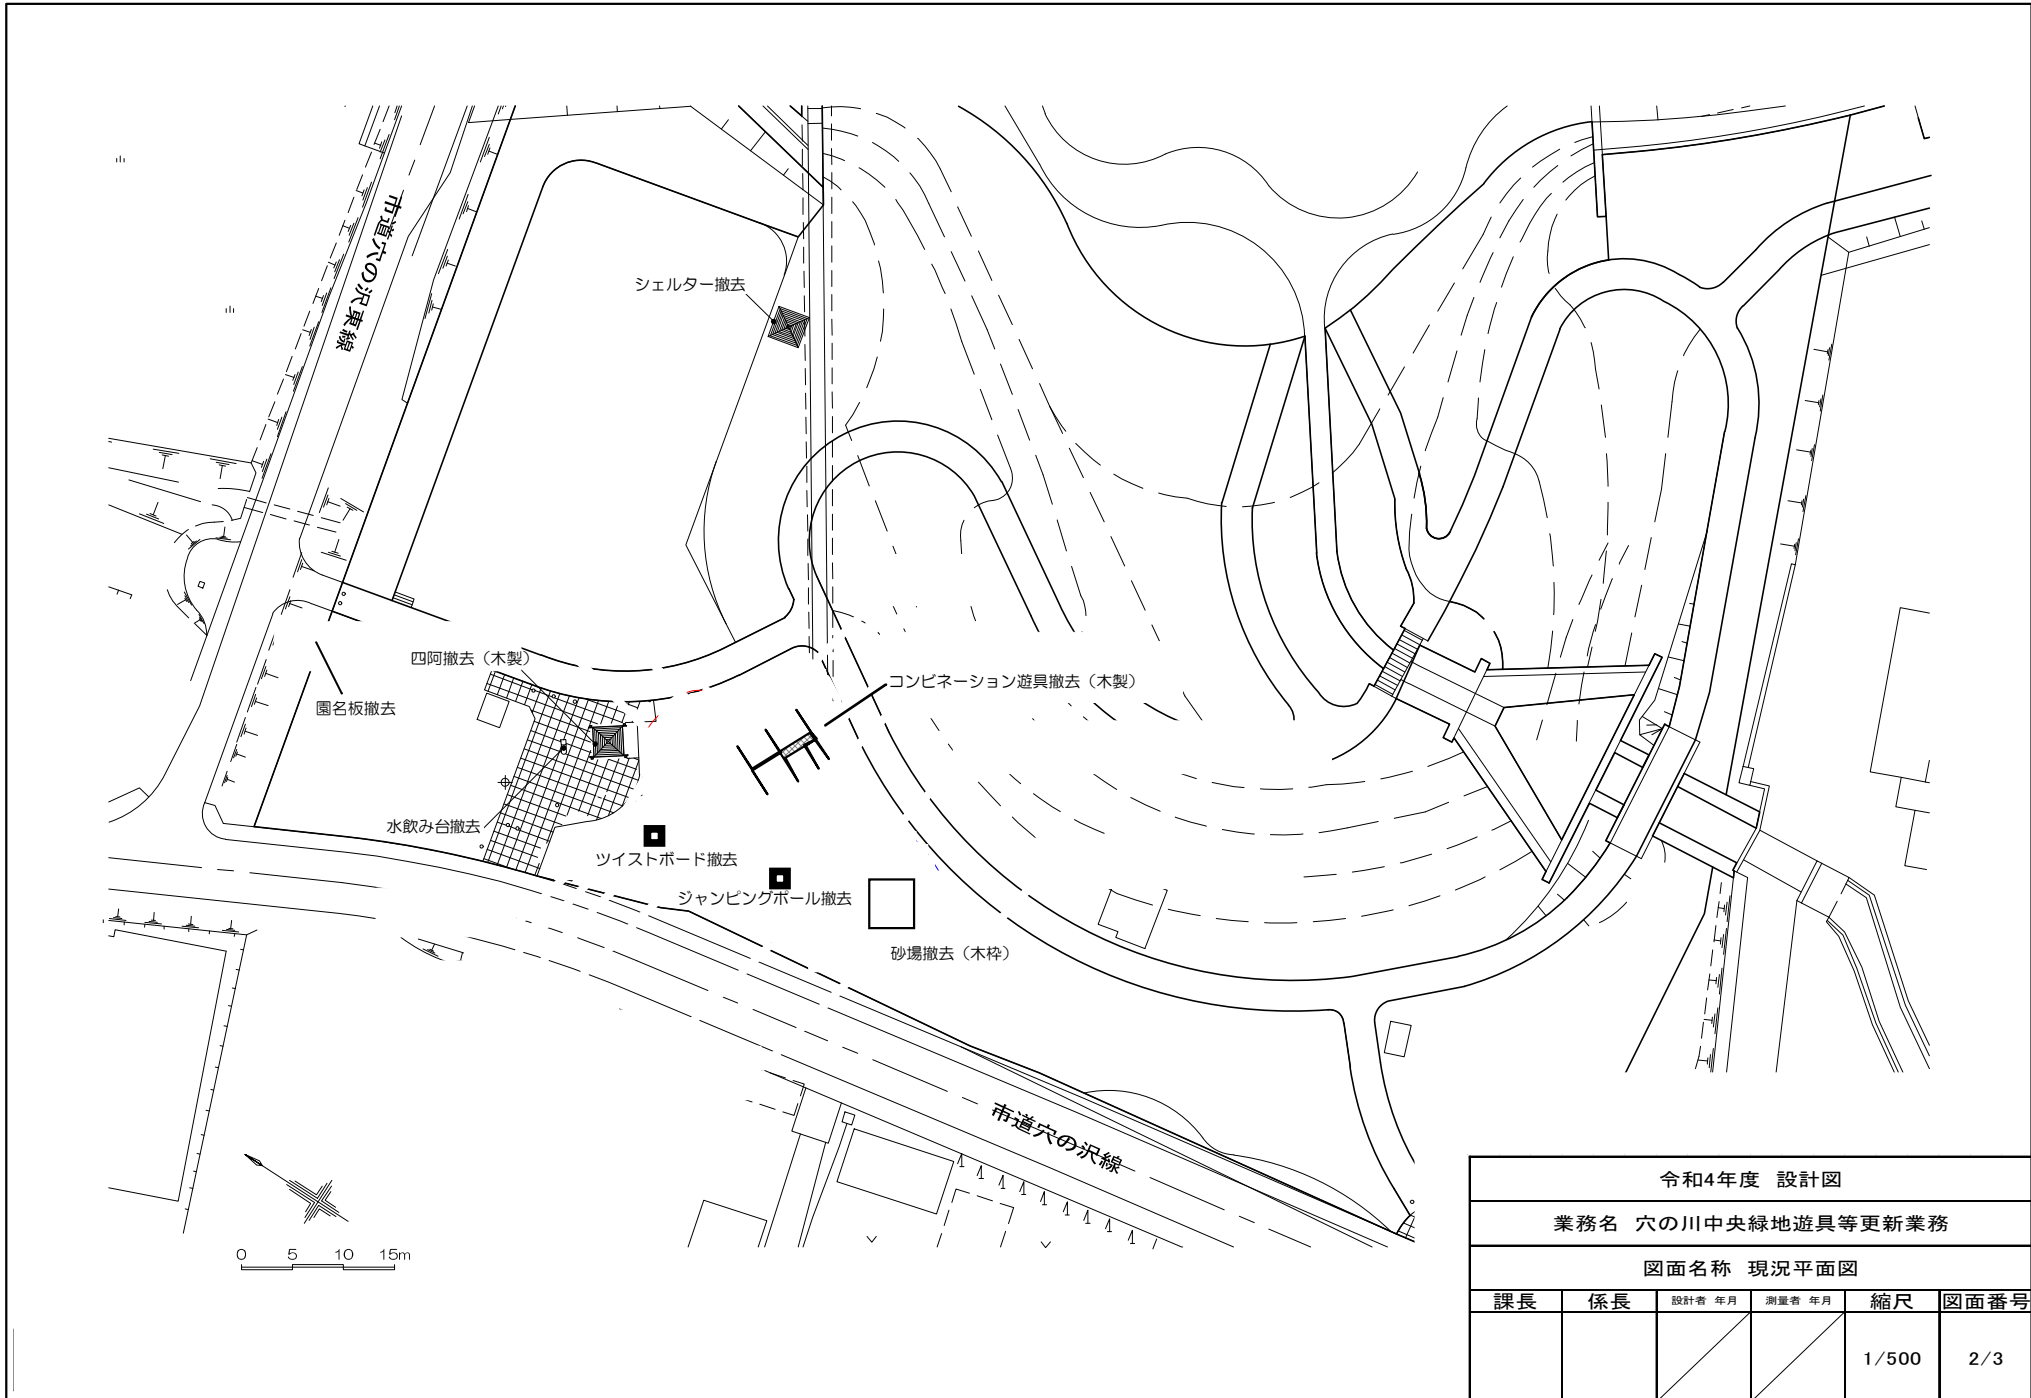 市道穴の沢東線
シェルター撤去
四阿撤去（木製）
コンビネーション遊具撤去（木製）
園名板撤去
水飲み台撤去
ツイストボード撤去
ジャンピングポール撤去
砂場撤去（木枠）
市道穴の沢線
0 5 10 15m
令和4年度 設計図
業務名 穴の川中央緑地遊具等更新業務
図面名称 現況平面図
課長 係長 設計者 年月 測量者 年月 縮尺 図面番号
1/500 2/3